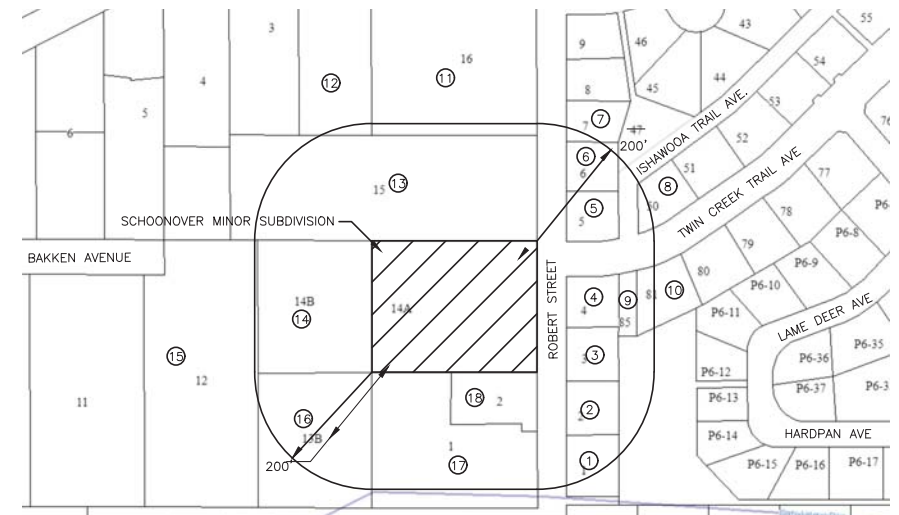 3
16
9
46
43
55
12
11
44
54
4
8
45
53
5
7
7
47
6
52
200'
ISHAWOOA TRAIL AVE.
6
6
51
77
15
13
8
50
TWIN CREEK TRAIL AVE
5
5
78
SCHOONOVER MINOR SUBDIVISION
P6-8
79
BAKKEN AVENUE
P6-9
80
P6-10
14B
14
14A
ROBERT STREET
4
4
9
81
10
85
P6-11
LAME DEER AVE
15
3
3
P6-36
P6-35
12
P6-12
P6-37
11
18
2
P6-13
2
2
16
13B
HARDPAN AVE
P6-14
1
17
1
1
200'
P6-15
P6-16
P6-17